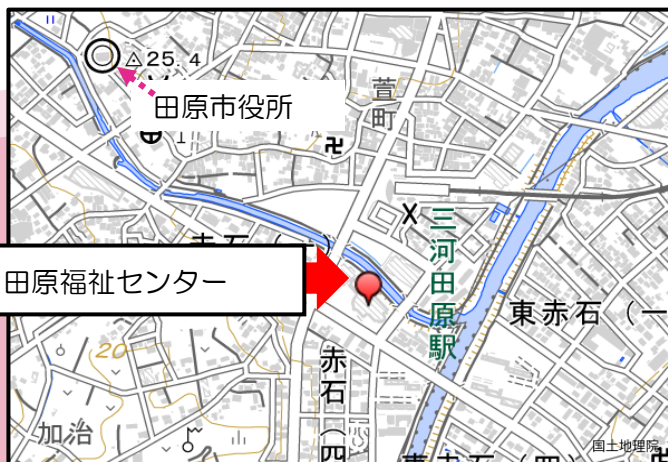 25.4
田原市役所
萱町
三河田原駅
田原福祉センター
東赤石（一
赤石（四
20
加治
国土地理院